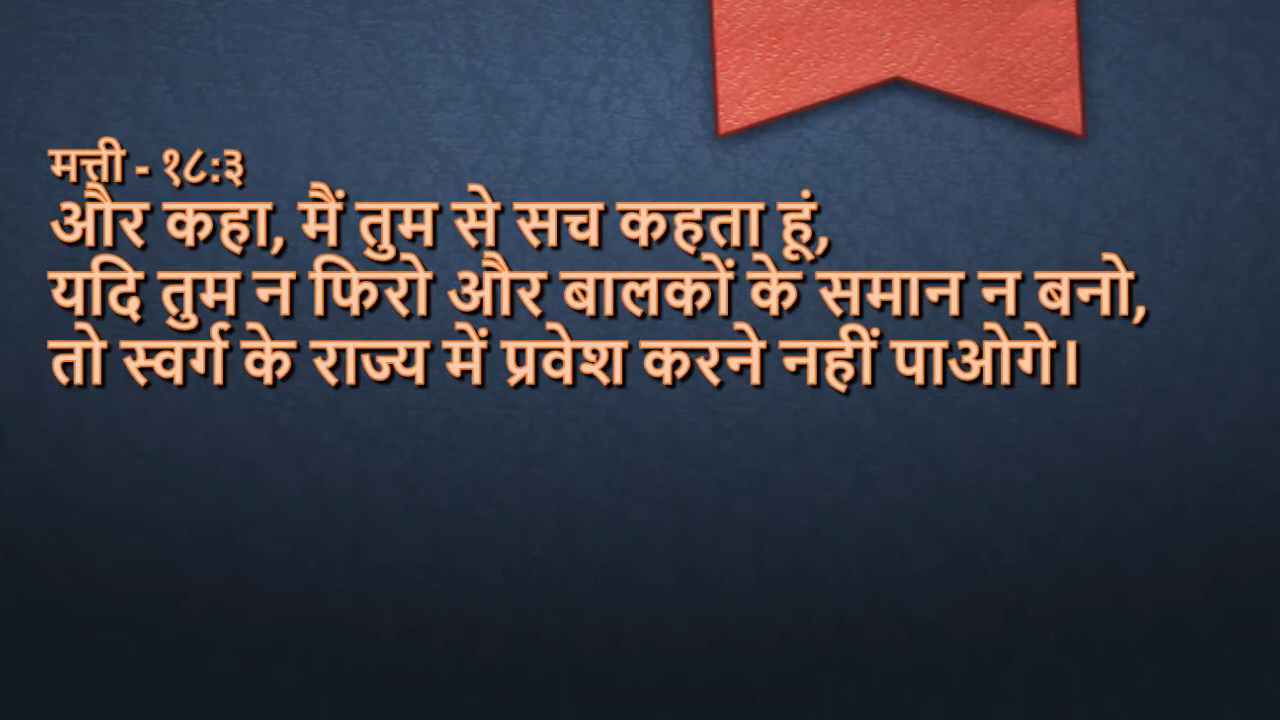 मत्ती - १८:३
और कहा, मैं तुम से सच कहता हूं,
यदि तुम न फिरो और बालकों के समान न बनो,
तो स्वर्ग के राज्य में प्रवेश करने नहीं पाओगे।